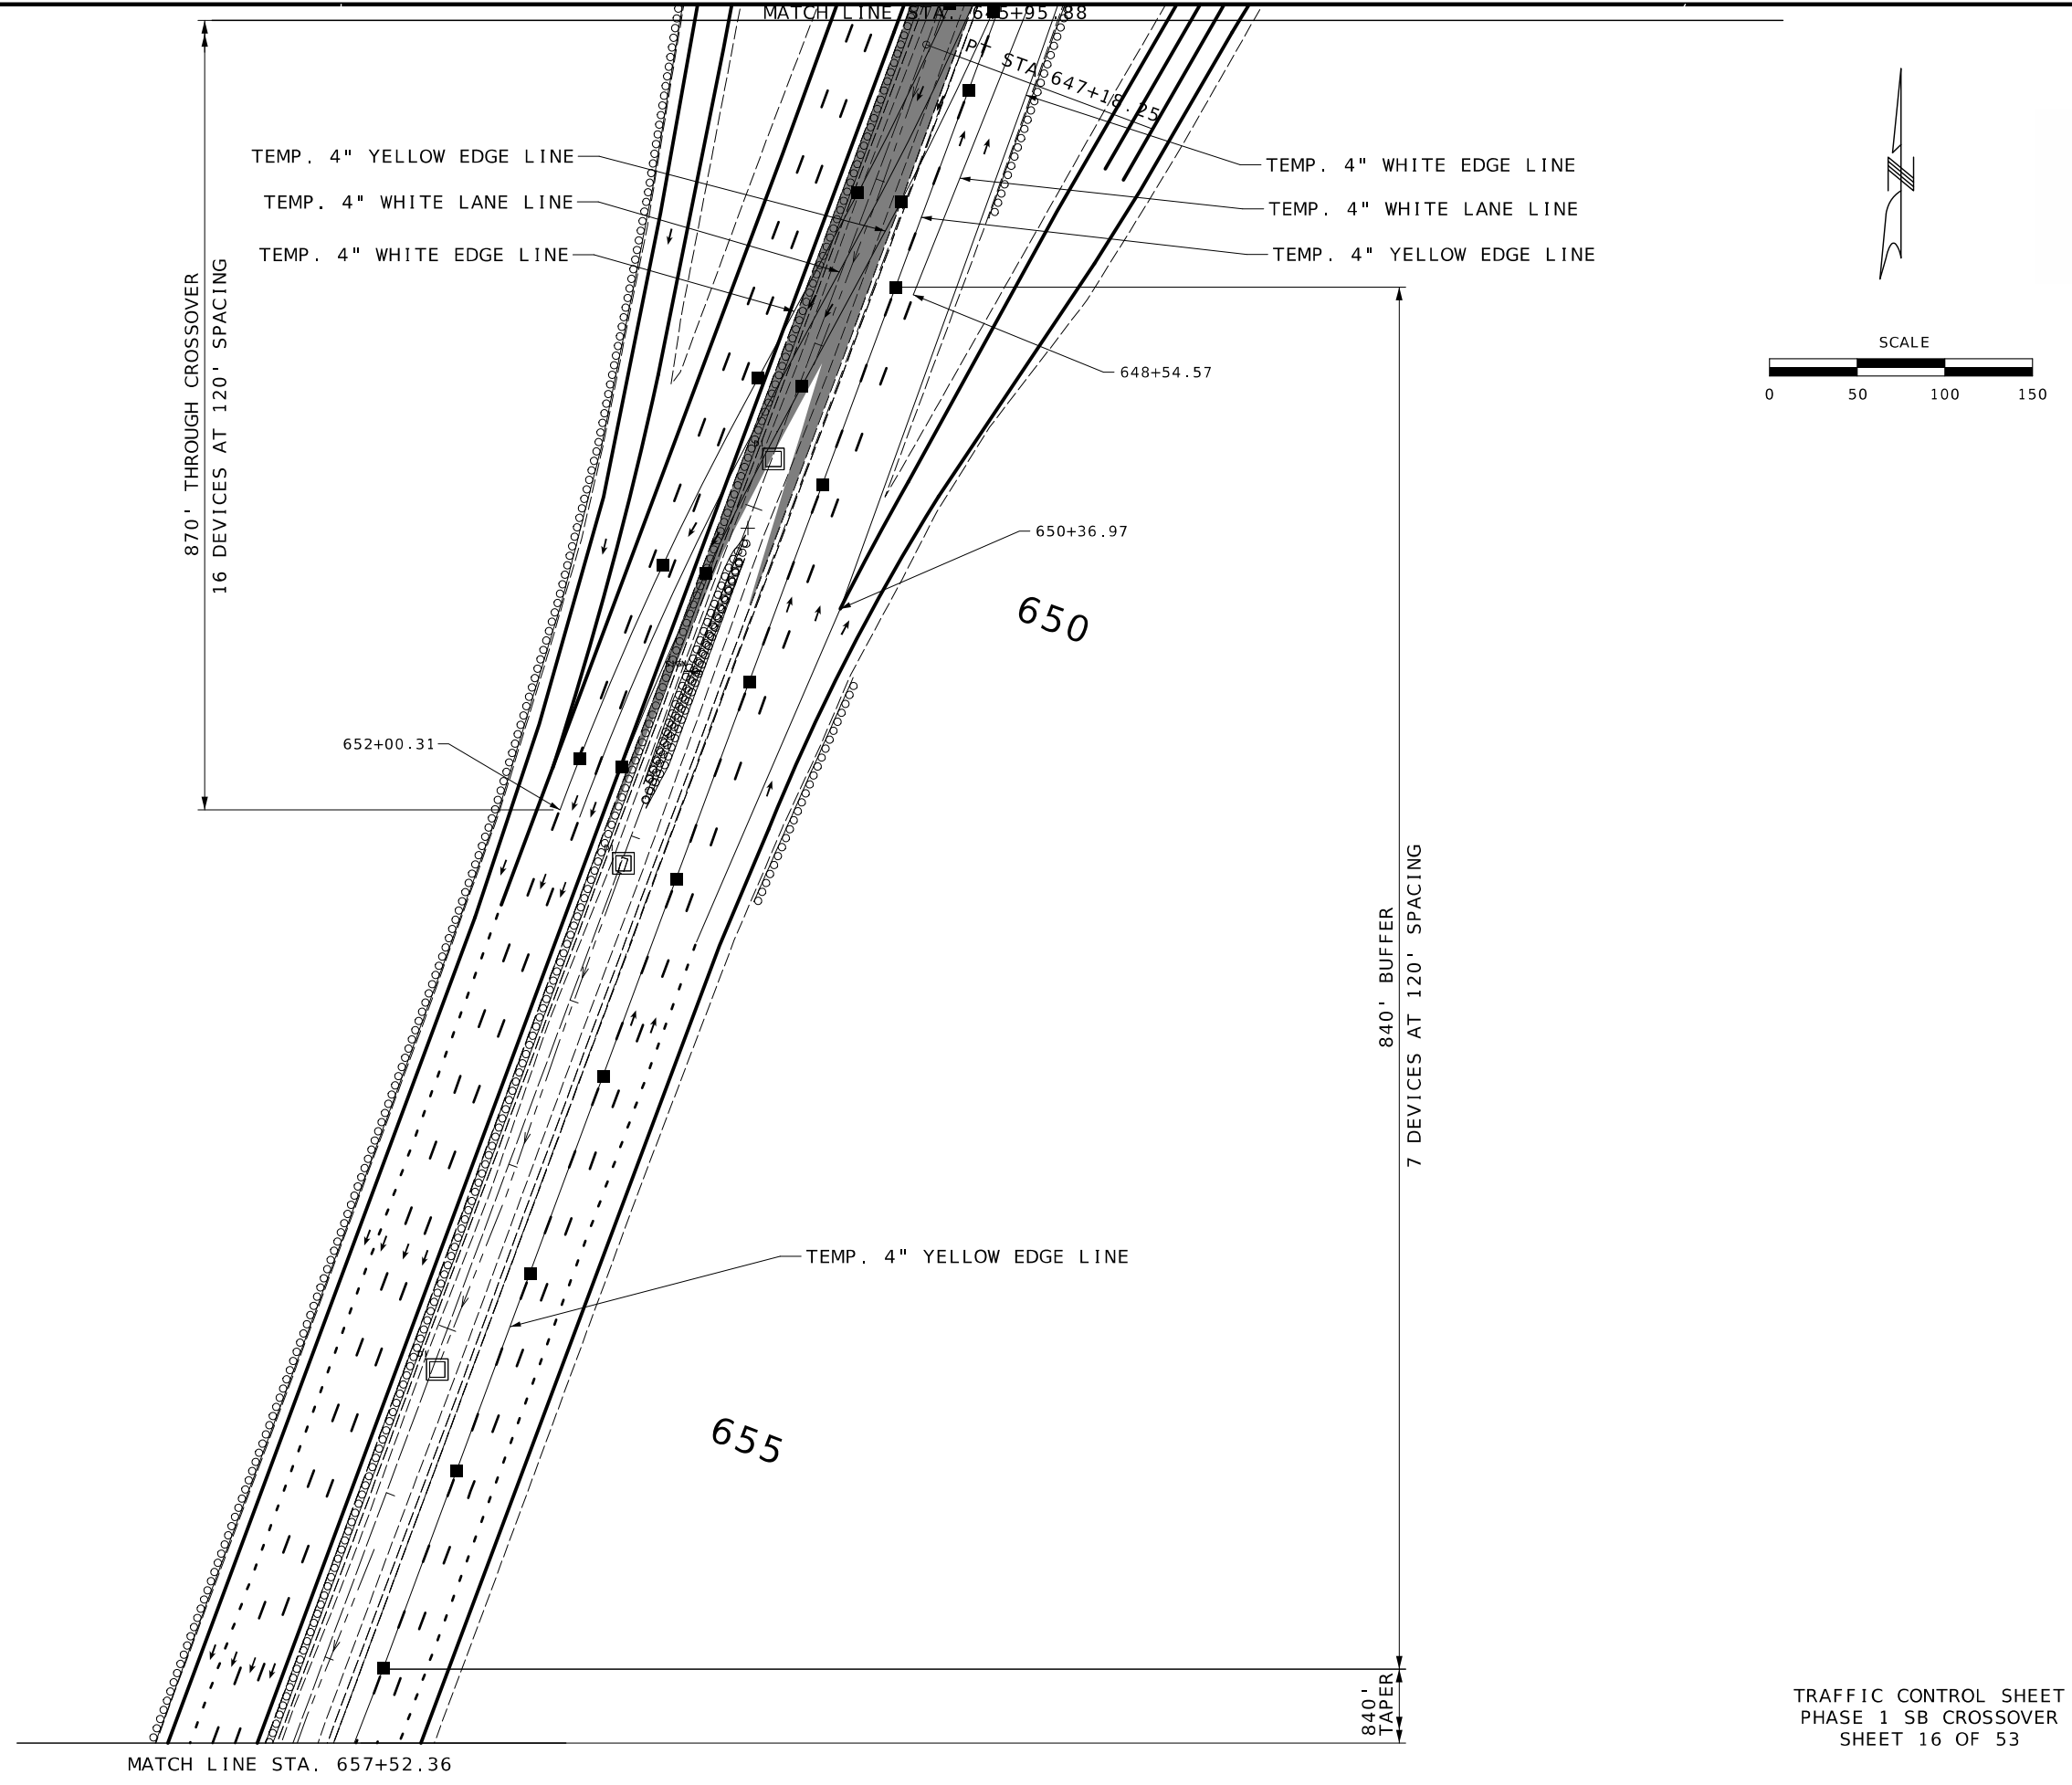 MATCH LINE STA. 645+95.88
PT STA 647+18.25
TEMP. 4" YELLOW EDGE LINE
TEMP. 4" WHITE LANE LINE
TEMP. 4" WHITE EDGE LINE
TEMP. 4" WHITE EDGE LINE
TEMP. 4" WHITE LANE LINE
TEMP. 4" YELLOW EDGE LINE
870' THROUGH CROSSOVER
16 DEVICES AT 120' SPACING
SCALE
0 50 100 150
648+54.57
650+36.97
650
652+00.31
840' BUFFER
7 DEVICES AT 120' SPACING
TEMP. 4" YELLOW EDGE LINE
655
840'
TAPER
MATCH LINE STA. 657+52.36
TRAFFIC CONTROL SHEET
PHASE 1 SB CROSSOVER
SHEET 16 OF 53